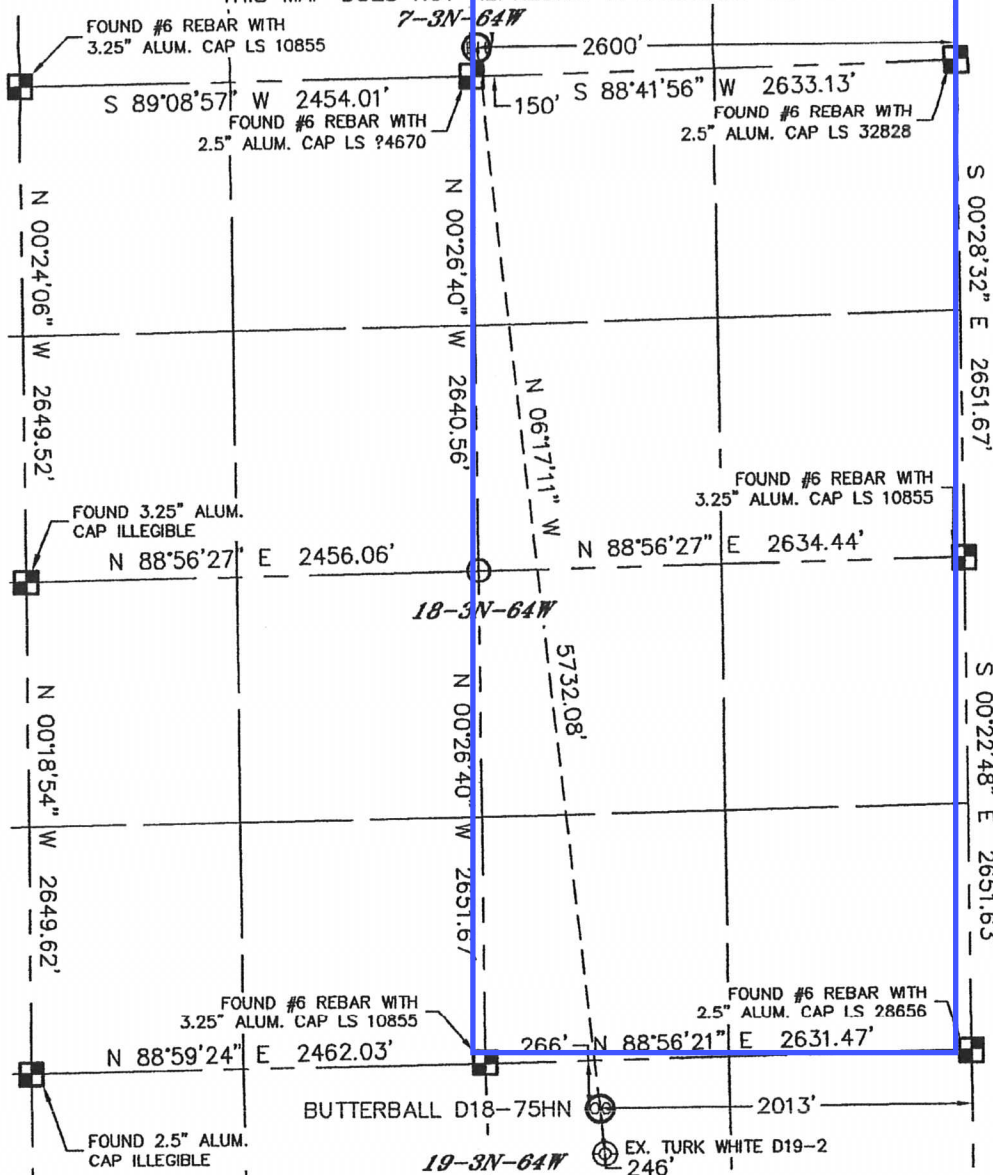 7-3N-64W
FOUND #6 REBAR WITH
3.25" ALUM. CAP LS 10855
2600'
S 89°08'57" W 2454.01'
150'
S 88°41'56" W 2633.13'
FOUND #6 REBAR WITH
2.5" ALUM. CAP LS ?4670
FOUND #6 REBAR WITH
2.5" ALUM. CAP LS 32828
N 00°24'06" W 2649.52'
N 00°26'40" W 2640.56'
N 06°17'11" W
5732.08'
S 00°28'32" E 2651.67'
FOUND #6 REBAR WITH
3.25" ALUM. CAP LS 10855
FOUND 3.25" ALUM.
CAP ILLEGIBLE
N 88°56'27" E 2456.06'
N 88°56'27" E 2634.44'
18-3N-64W
N 00°18'54" W 2649.62'
N 00°26'40" W 2651.67
S 00°22'48" E 2651.63
FOUND #6 REBAR WITH
3.25" ALUM. CAP LS 10855
FOUND #6 REBAR WITH
2.5" ALUM. CAP LS 28656
N 88°59'24" E 2462.03'
266'
N 88°56'21" E 2631.47'
BUTTERBALL D18-75HN
2013'
FOUND 2.5" ALUM.
CAP ILLEGIBLE
EX. TURK WHITE D19-2
246'
19-3N-64W